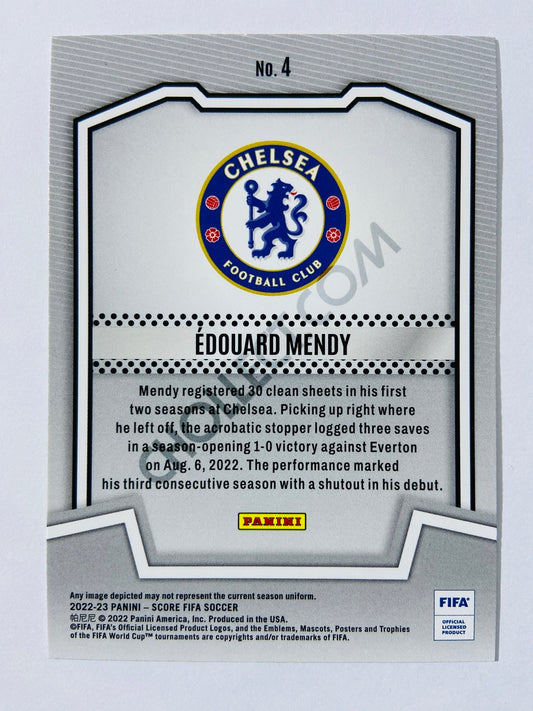 No. 4
CHELSEA
FOOTBALL CLUB
ÉDOUARD MENDY
Mendy registered 30 clean sheets in his first
two seasons at Chelsea. Picking up right where
he left off, the acrobatic stopper logged three saves
in a season-opening 1-0 victory against Everton
on Aug. 6, 2022. The performance marked
his third consecutive season with a shutout in his debut.
PANINI
Any image depicted may not represent the current season uniform.
2022-23 PANINI – SCORE FIFA SOCCER
帕尼尼 © 2022 Panini America, Inc. Produced in the USA.
©FIFA, FIFA's Official Licensed Product Logos, and the Emblems, Mascots, Posters and Trophies
of the FIFA World Cup™ tournaments are copyrights and/or trademarks of FIFA.
FIFA
OFFICIAL
LICENSED
PRODUCT